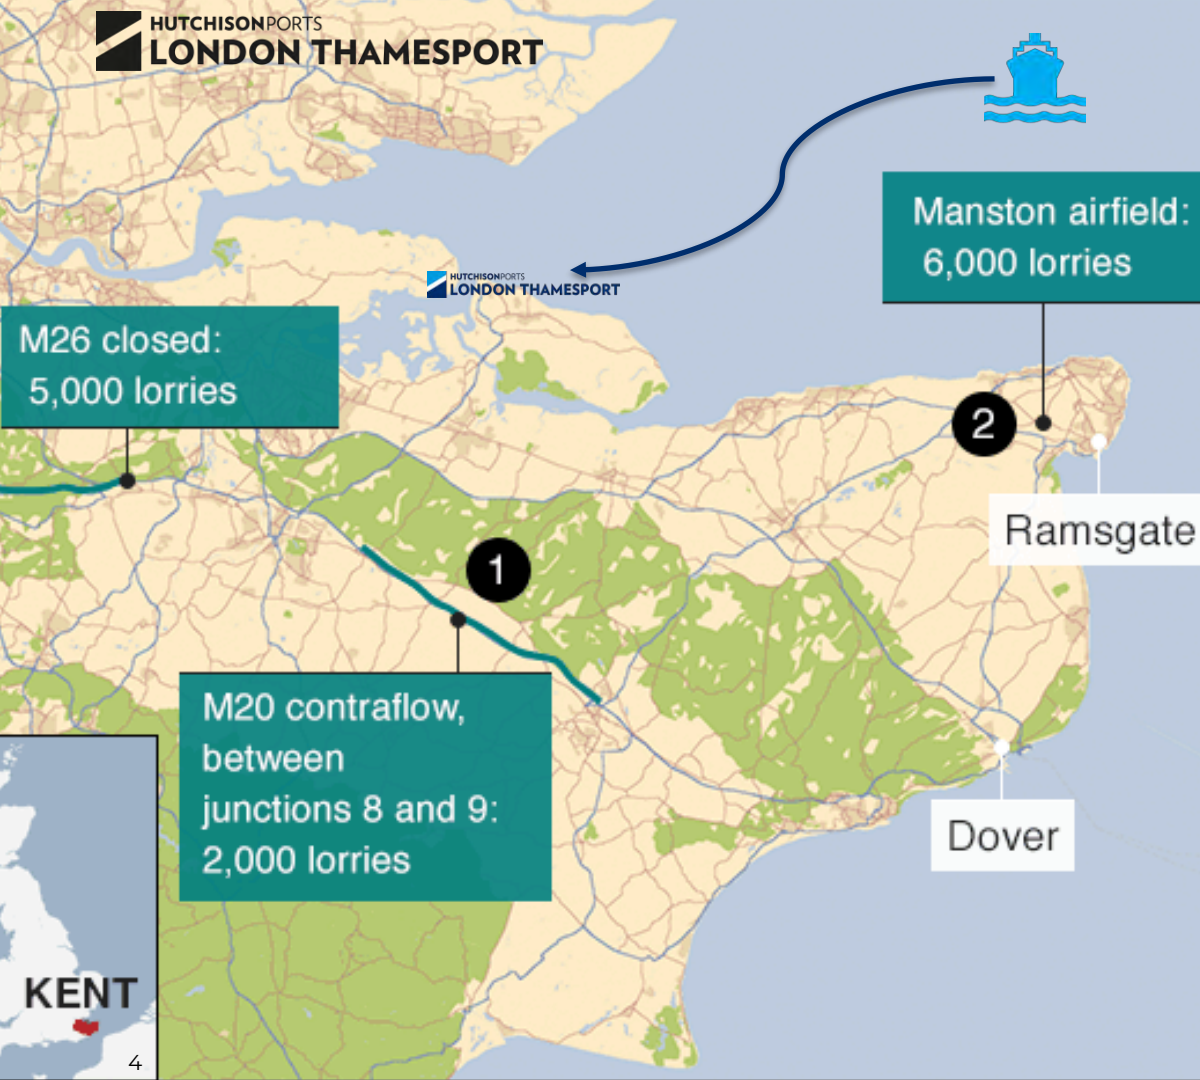 HUTCHISONPORTS
LONDON THAMESPORT
Manston airfield:
6,000 lorries
HUTCHISONPORTS
LONDON THAMESPORT
M26 closed:
5,000 lorries
2
Ramsgate
1
M20 contraflow,
between
junctions 8 and 9:
2,000 lorries
Dover
KENT
4